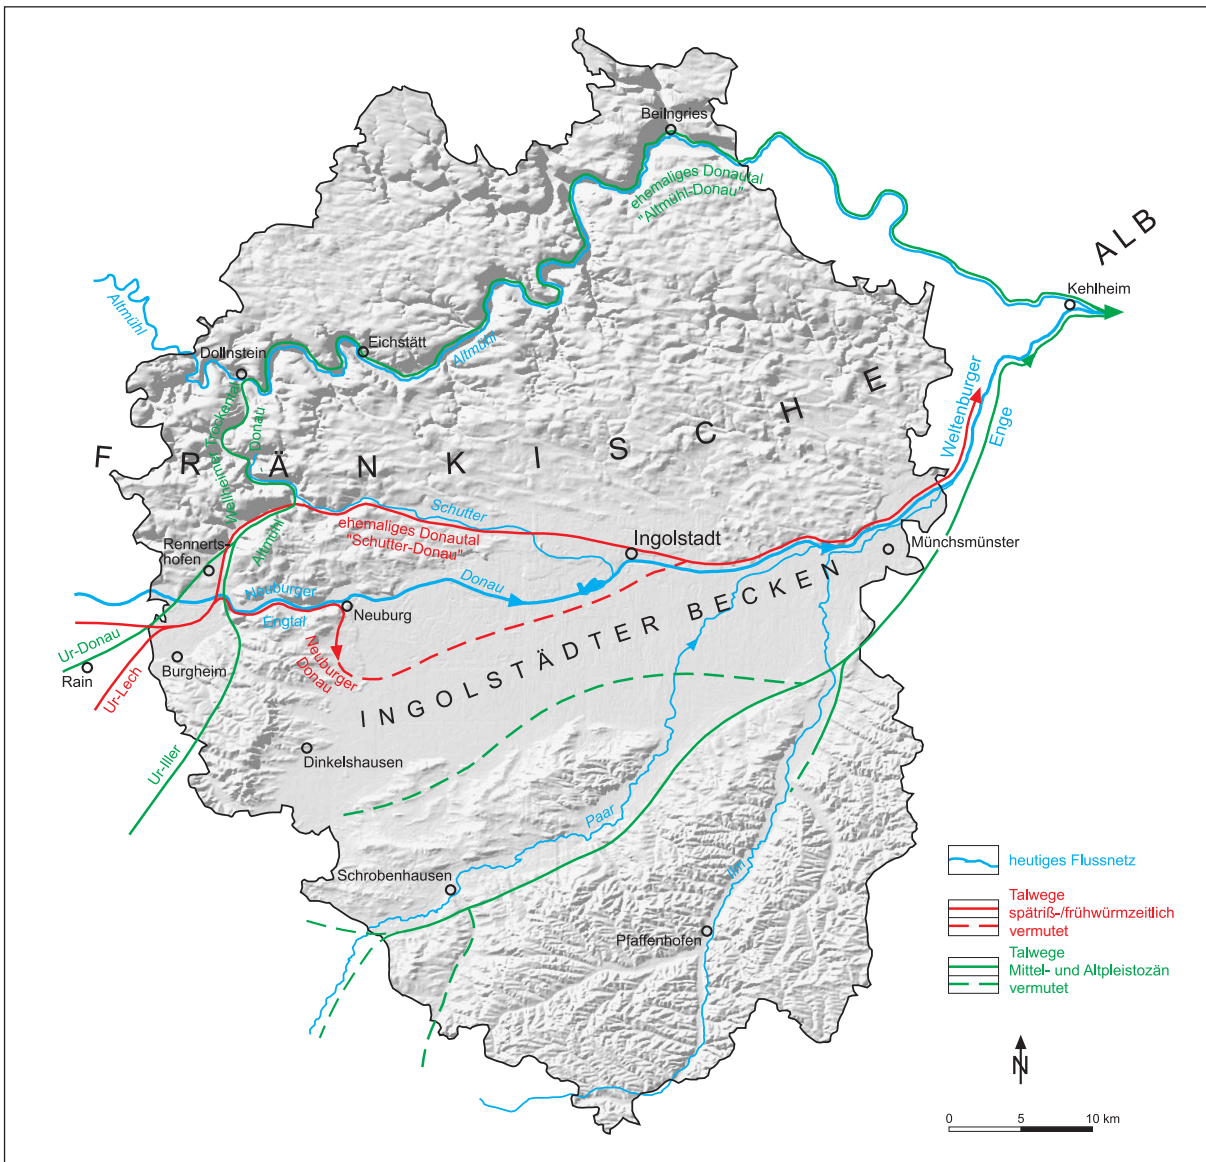 Beilngries
ehemaliges Donautal
"Altmühl-Donau"
ALB
Kehlheim
Altmühl
Dollnstein
Eichstätt
Altmühl
Wellheimer Trockental
Altmühl - Donau
FRÄNKISCHE
Weltenburger
Enge
Schutter
ehemaliges Donautal
"Schutter-Donau"
Ingolstadt
Münchsmünster
Rennerts-
hofen
Neuburger
Engtal
Donau
Neuburg
Neuburger
Donau
INGOLSTÄDTER BECKEN
Ur-Donau
Rain
Ur-Lech
Burgheim
Ur-Iller
Dinkelshausen
Paar
Schrobenhausen
Ilm
Pfaffenhofen
heutiges Flussnetz
Talwege
spätriß-/frühwürmzeitlich
vermutet
Talwege
Mittel- und Altpleistozän
vermutet
N
0 5 10 km